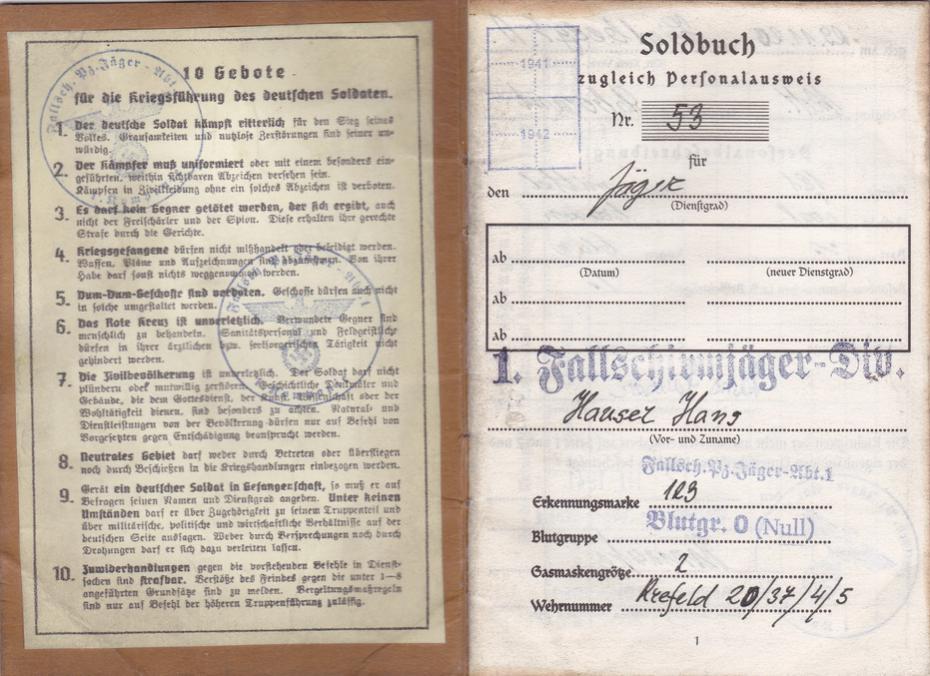 10 Gebote
für die Kriegsführung des deutschen Soldaten.
1. Der deutsche Soldat kämpft ritterlich für den Sieg seines
Volkes. Grausamkeiten und nutzlose Zerstörungen sind seiner un-
würdig.
2. Der Kämpfer muß uniformiert oder mit einem besonders ein-
geführten, weithin sichtbaren Abzeichen versehen sein.
Kämpfen in Zivilkleidung ohne ein solches Abzeichen ist verboten.
3. Es darf kein Gegner getötet werden, der sich ergibt, auch
nicht der Freischärler und der Spion. Diese erhalten ihre gerechte
Strafe durch die Gerichte.
4. Kriegsgefangene dürfen nicht mißhandelt oder beleidigt werden.
Waffen, Pläne und Aufzeichnungen sind abzunehmen. Von ihrer
Habe darf sonst nichts weggenommen werden.
5. Dum-Dum-Geschosse sind verboten. Geschosse dürfen auch nicht
in solche umgestaltet werden.
6. Das Rote Kreuz ist unverletzlich. Verwundete Gegner sind
menschlich zu behandeln. Sanitätspersonal und Feldgeistliche
dürfen in ihrer ärztlichen bzw. seelsorgerischen Tätigkeit nicht
gehindert werden.
7. Die Zivilbevölkerung ist unverletzlich. Der Soldat darf nicht
plündern oder mutwillig zerstören. Geschichtliche Denkmäler und
Gebäude, die dem Gottesdienst, der Kunst, Wissenschaft oder der
Wohltätigkeit dienen, sind besonders zu achten. Natural- und
Dienstleistungen von der Bevölkerung dürfen nur auf Befehl von
Vorgesetzten gegen Entschädigung beansprucht werden.
8. Neutrales Gebiet darf weder durch Betreten oder Überfliegen
noch durch Beschießen in die Kriegshandlungen einbezogen werden.
9. Gerät ein deutscher Soldat in Gefangenschaft, so muß er auf
Befragen seinen Namen und Dienstgrad angeben. Unter keinen
Umständen darf er über Zugehörigkeit zu seinem Truppenteil und
über militärische, politische und wirtschaftliche Verhältnisse auf der
deutschen Seite aussagen. Weder durch Versprechungen noch durch
Drohungen darf er sich dazu verleiten lassen.
10. Zuwiderhandlungen gegen die vorstehenden Befehle in Dienst-
sachen sind strafbar. Verstöße des Feindes gegen die unter 1—8
angeführten Grundsätze sind zu melden. Vergeltungsmaßregeln
sind nur auf Befehl der höheren Truppenführung zulässig.
Fallsch. Pz. Jäger - Abt
1941
1942
Soldbuch
zugleich Personalausweis
Nr. 53
für
den Jäger
(Dienstgrad)
ab
(Datum) (neuer Dienstgrad)
ab
ab
1. Fallschirmjäger-Div.
Hauser Hans
(Vor- und Zuname)
Fallsch.Pz.Jäger-Abt.1
Erkennungsmarke 123
Blutgruppe Blutgr. O (Null)
Gasmaskengröße 2
Wehrnummer Krefeld 20/37/4/5
1